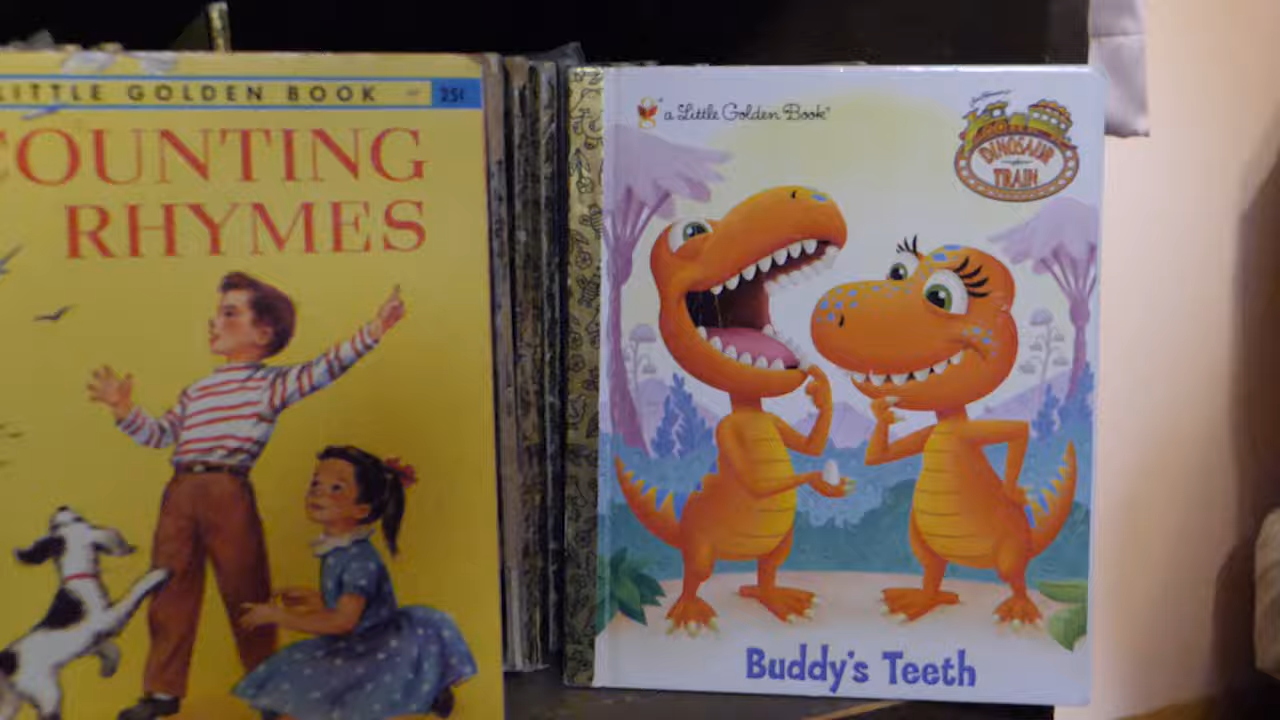 LITTLE GOLDEN BOOK 25¢
COUNTING
RHYMES
a Little Golden Book
DINOSAUR
TRAIN
Buddy's Teeth